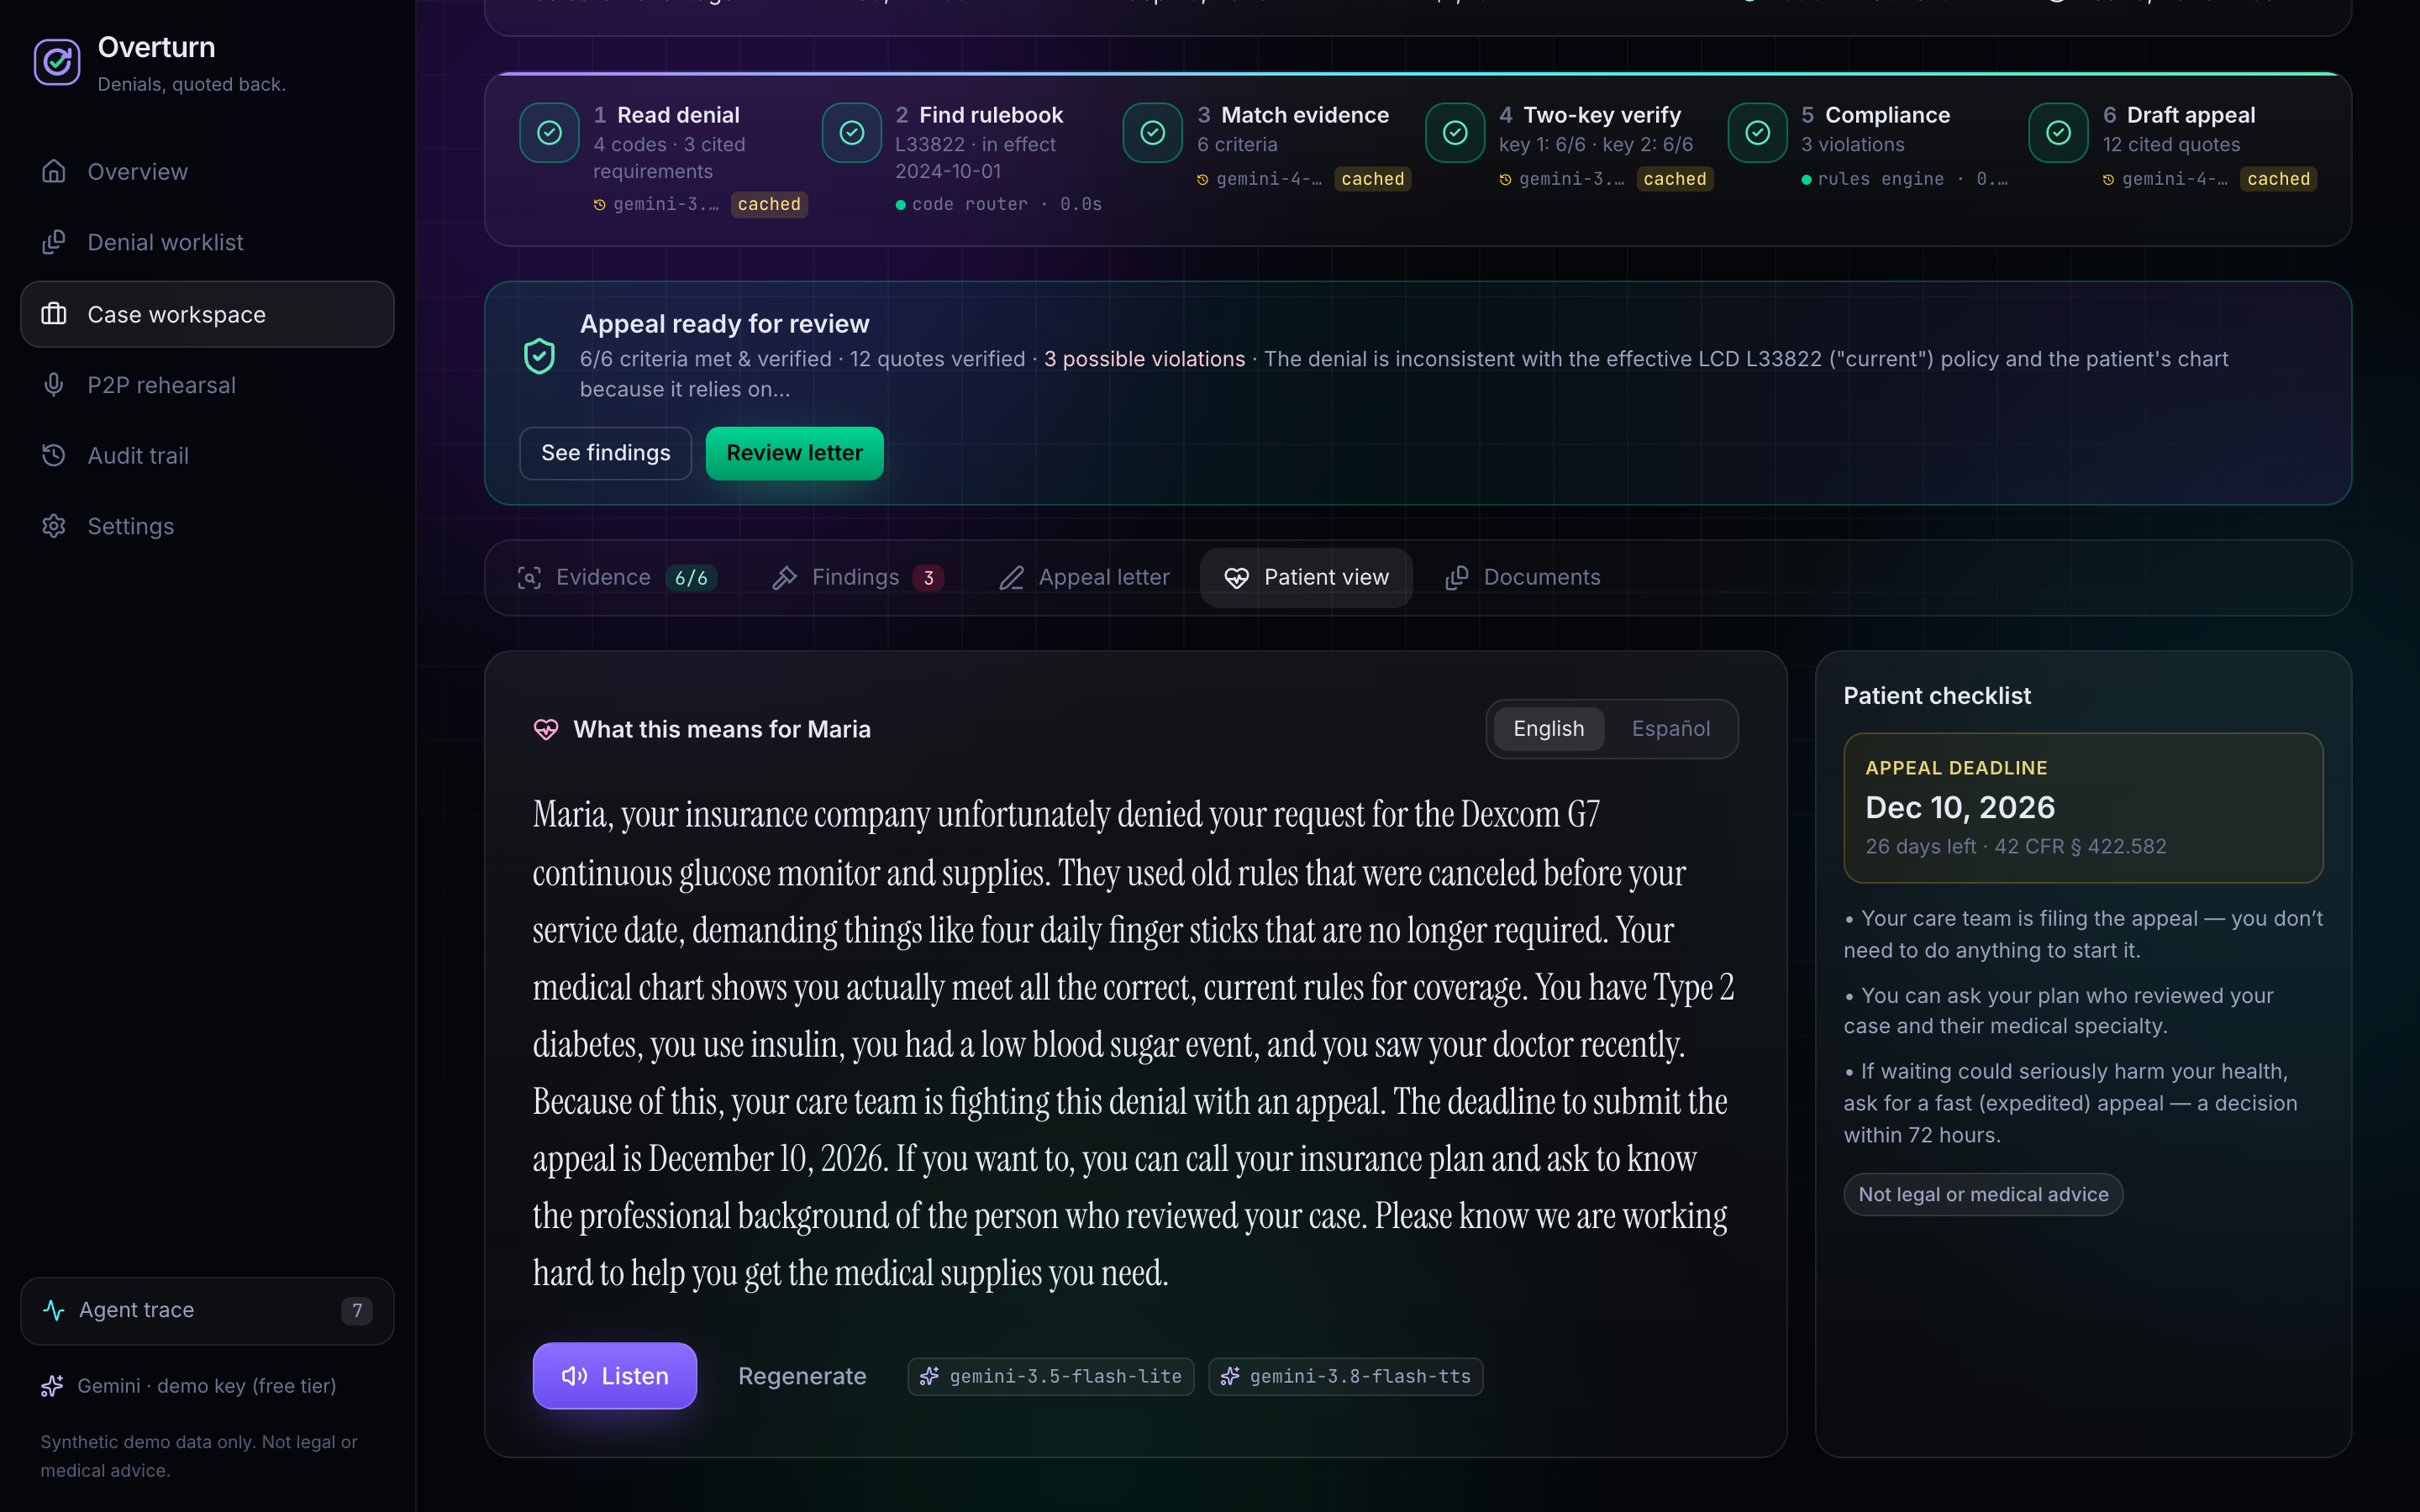 Overturn
Denials, quoted back.
Overview
Denial worklist
Case workspace
P2P rehearsal
Audit trail
Settings
Agent trace 7
Gemini · demo key (free tier)
Synthetic demo data only. Not legal or
medical advice.
1 Read denial
4 codes · 3 cited
requirements
gemini-3.… cached
2 Find rulebook
L33822 · in effect
2024-10-01
code router · 0.0s
3 Match evidence
6 criteria
gemini-4-… cached
4 Two-key verify
key 1: 6/6 · key 2: 6/6
gemini-3.… cached
5 Compliance
3 violations
rules engine · 0.…
6 Draft appeal
12 cited quotes
gemini-4-… cached
Appeal ready for review
6/6 criteria met & verified · 12 quotes verified · 3 possible violations · The denial is inconsistent with the effective LCD L33822 ("current") policy and the patient's chart
because it relies on...
See findings
Review letter
Evidence 6/6
Findings 3
Appeal letter
Patient view
Documents
What this means for Maria
English
Español
Maria, your insurance company unfortunately denied your request for the Dexcom G7
continuous glucose monitor and supplies. They used old rules that were canceled before your
service date, demanding things like four daily finger sticks that are no longer required. Your
medical chart shows you actually meet all the correct, current rules for coverage. You have Type 2
diabetes, you use insulin, you had a low blood sugar event, and you saw your doctor recently.
Because of this, your care team is fighting this denial with an appeal. The deadline to submit the
appeal is December 10, 2026. If you want to, you can call your insurance plan and ask to know
the professional background of the person who reviewed your case. Please know we are working
hard to help you get the medical supplies you need.
Listen
Regenerate
gemini-3.5-flash-lite
gemini-3.8-flash-tts
Patient checklist
APPEAL DEADLINE
Dec 10, 2026
26 days left · 42 CFR § 422.582
• Your care team is filing the appeal — you don’t
need to do anything to start it.
• You can ask your plan who reviewed your
case and their medical specialty.
• If waiting could seriously harm your health,
ask for a fast (expedited) appeal — a decision
within 72 hours.
Not legal or medical advice